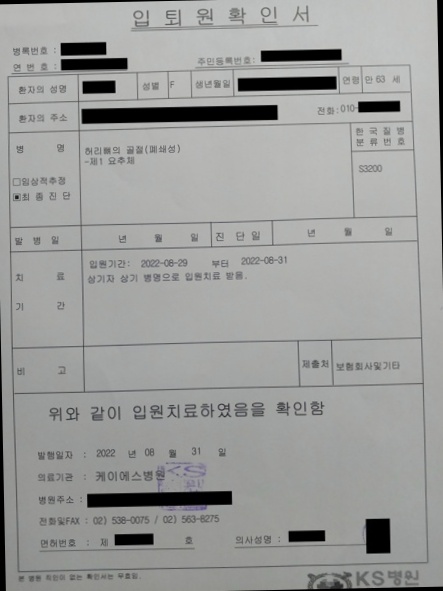 입퇴원확인서
병록번호 :
연 번 호 :
주민등록번호:
환자의 성명 성별 F 생년월일 연령 만 63 세
환자의 주소 전화:010-
병 명 허리뼈의 골절(폐쇄성) 한 국 질 병
-제1 요추체 분류번호
□임상적추정 S3200
▣최 종 진 단
발 병 일 년 월 일 진 단 일 년 월 일
치 료 입원기간: 2022-08-29 부터 2022-08-31
상기자 상기 병명으로 입원치료 받음.
기 간
비 고 제출처 보험회사및기타
위와 같이 입원치료하였음을 확인함
발행일자 : 2022 년 08 월 31 일
의료기관 : 케이에스병원
KS
병원주소 :
전화및FAX : 02) 538-0075 / 02) 563-8275
면허번호 : 제 호 의사성명 :
본 병원 직인이 없는 확인서는 무효임.
KS병원